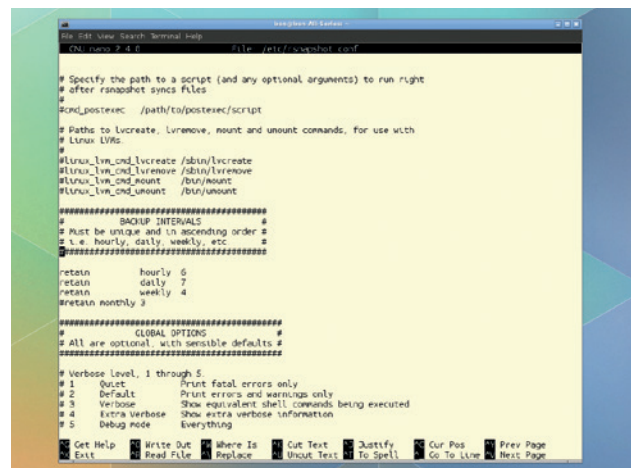 File Edit View Search Terminal Help
GNU nano 2.4.0 File: /etc/rsnapshot.conf
# Specify the path to a script (and any optional arguments) to run right
# after rsnapshot syncs files
#
#cmd_postexec /path/to/postexec/script
# Paths to lvcreate, lvremove, mount and umount commands, for use with
# Linux LVMs.
#
#linux_lvm_cmd_lvcreate /sbin/lvcreate
#linux_lvm_cmd_lvremove /sbin/lvremove
#linux_lvm_cmd_mount /bin/mount
#linux_lvm_cmd_umount /bin/umount
#########################################
# BACKUP INTERVALS #
# Must be unique and in ascending order #
# i.e. hourly, daily, weekly, etc. #
#########################################
retain hourly 6
retain daily 7
retain weekly 4
#retain monthly 3
############################################
# GLOBAL OPTIONS #
# All are optional, with sensible defaults #
############################################
# Verbose level, 1 through 5.
# 1 Quiet Print fatal errors only
# 2 Default Print errors and warnings only
# 3 Verbose Show equivalent shell commands being executed
# 4 Extra Verbose Show extra verbose information
# 5 Debug mode Everything
^G Get Help ^O Write Out ^W Where Is ^K Cut Text ^J Justify ^C Cur Pos ^Y Prev Page
^X Exit ^R Read File ^\ Replace ^U Uncut Text ^T To Spell ^_ Go To Line ^V Next Page